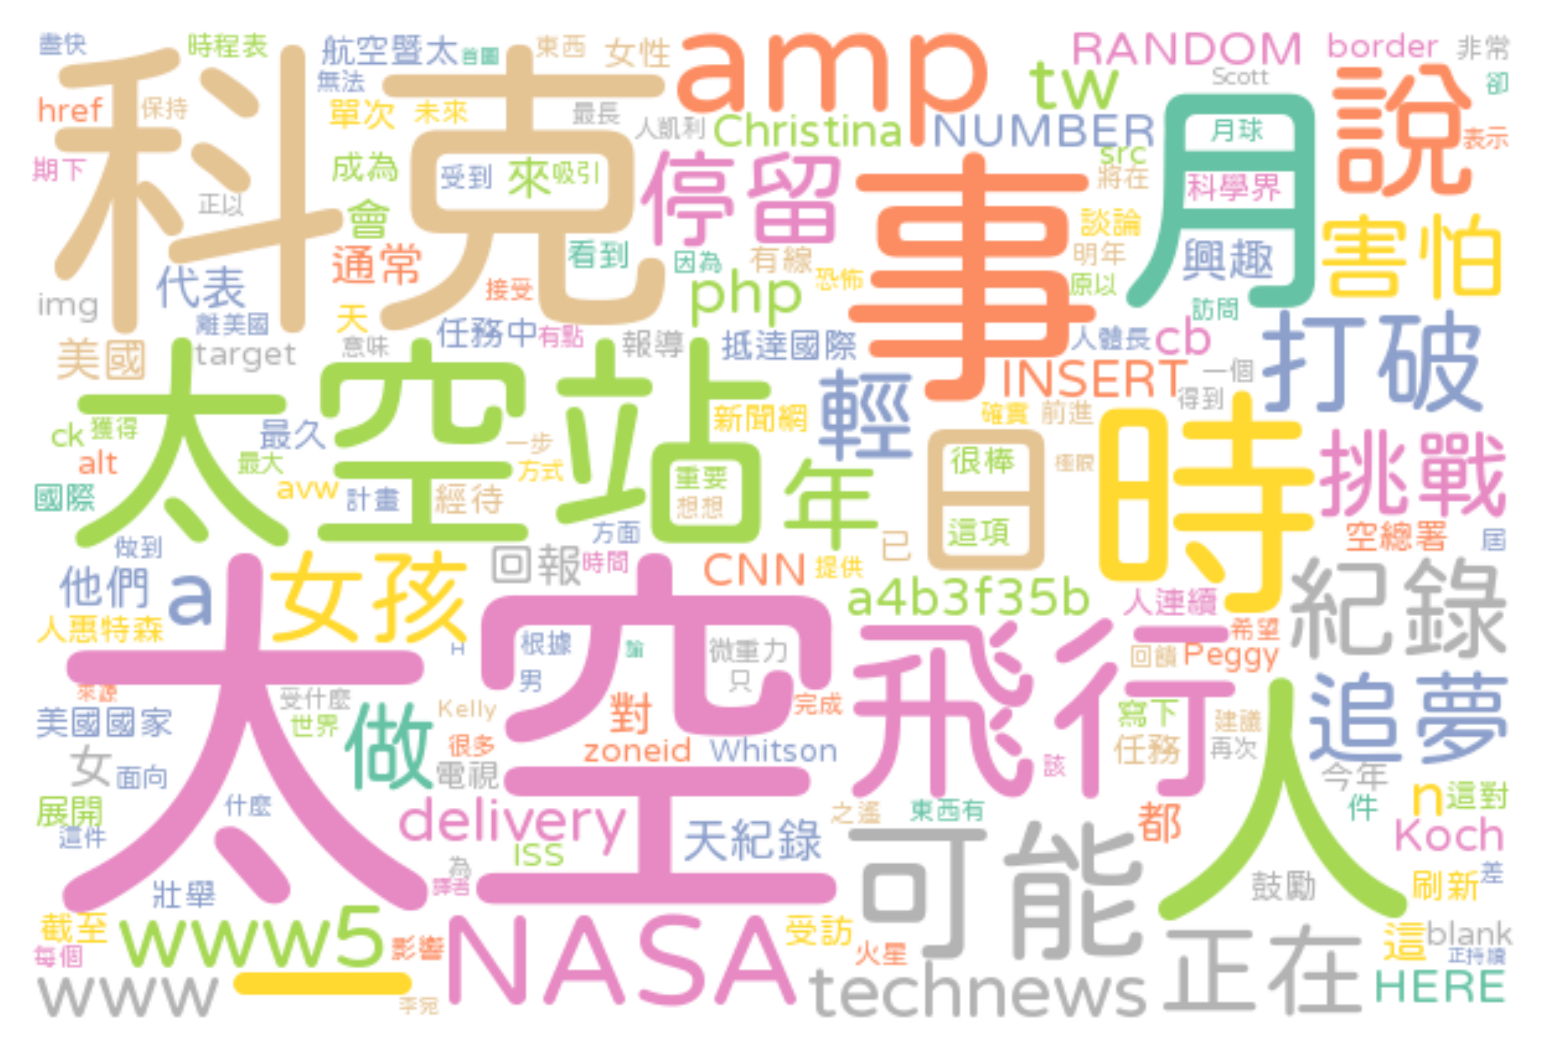 盡快 時程表 航空暨太 首圖 東西 女性 amp RANDOM border 非常
無法 tw Scott 卻
href 保持 科克 單次 未來 最長 人凱利 Christina NUMBER 月 月球 說 表示
期下 成為 受到 來 吸引 停留 事 src 將在 科學界
正以 會 談論 害怕
通常 看到 因為 有線 明年 興趣
代表 接受 php 恐怖 原以 訪問
img 離美國 天 任務中 有點 報導 抵達國際 人體長 cb 打破
美國 target 意味 輕 INSERT 一個
太空站 新聞網 確實 前進 得到
ck 獲得 最久 一步 日 時 挑戰
alt 最大 方式 很棒 極限
國際 avw 計畫 經待 重要 想想 年 這項
做到 方面 已 空總署 屆
他們 a 女孩 回報 時間 CNN 提供 紀錄
a4b3f35b 人連續
人惠特森 H 根據 論 微重力 飛行 希望
太空 男 只 回饋 Peggy
來源 受什麼 Kelly 完成 人 追夢
美國國家 世界 做 對 寫下 建議
女 面向 很多 zoneid Whitson 任務 再次
電視 該 今年
展開 什麼 delivery 之遙 東西有 都 件 n 這對
這件 iss 天紀錄 可能 Koch
為 譯者 鼓勵 刷新 差
壯舉
截至 www5 影響 NASA 受訪 正在 這 blank
每個 火星 正持續
www 一 李宛 technews HERE